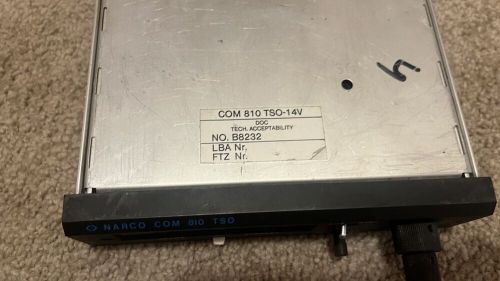 h
COM 810 TSO-14V
DOC
TECH. ACCEPTABILITY
NO. B8232
LBA Nr.
FTZ Nr.
NARCO COM 810 TSO